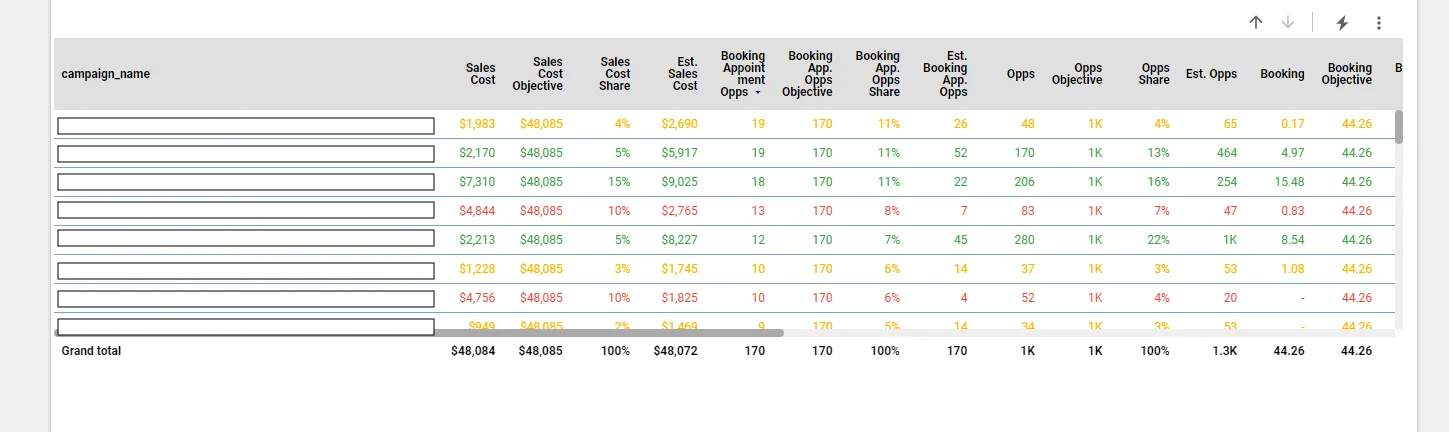 campaign_name Sales Cost Sales Cost Objective Sales Cost Share Est. Sales Cost Booking Appoint ment Opps Booking App. Opps Objective Booking App. Opps Share Est. Booking App. Opps Opps Opps Objective Opps Share Est. Opps Booking Booking Objective B
$1,983 $48,085 4% $2,690 19 170 11% 26 48 1K 4% 65 0.17 44.26
$2,170 $48,085 5% $5,917 19 170 11% 52 170 1K 13% 464 4.97 44.26
$7,310 $48,085 15% $9,025 18 170 11% 22 206 1K 16% 254 15.48 44.26
$4,844 $48,085 10% $2,765 13 170 8% 7 83 1K 7% 47 0.83 44.26
$2,213 $48,085 5% $8,227 12 170 7% 45 280 1K 22% 1K 8.54 44.26
$1,228 $48,085 3% $1,745 10 170 6% 14 37 1K 3% 53 1.08 44.26
$4,756 $48,085 10% $1,825 10 170 6% 4 52 1K 4% 20 - 44.26
$949 $48,085 2% $1,469 9 170 5% 14 34 1K 3% 53 - 44.26
Grand total $48,084 $48,085 100% $48,072 170 170 100% 170 1K 1K 100% 1.3K 44.26 44.26